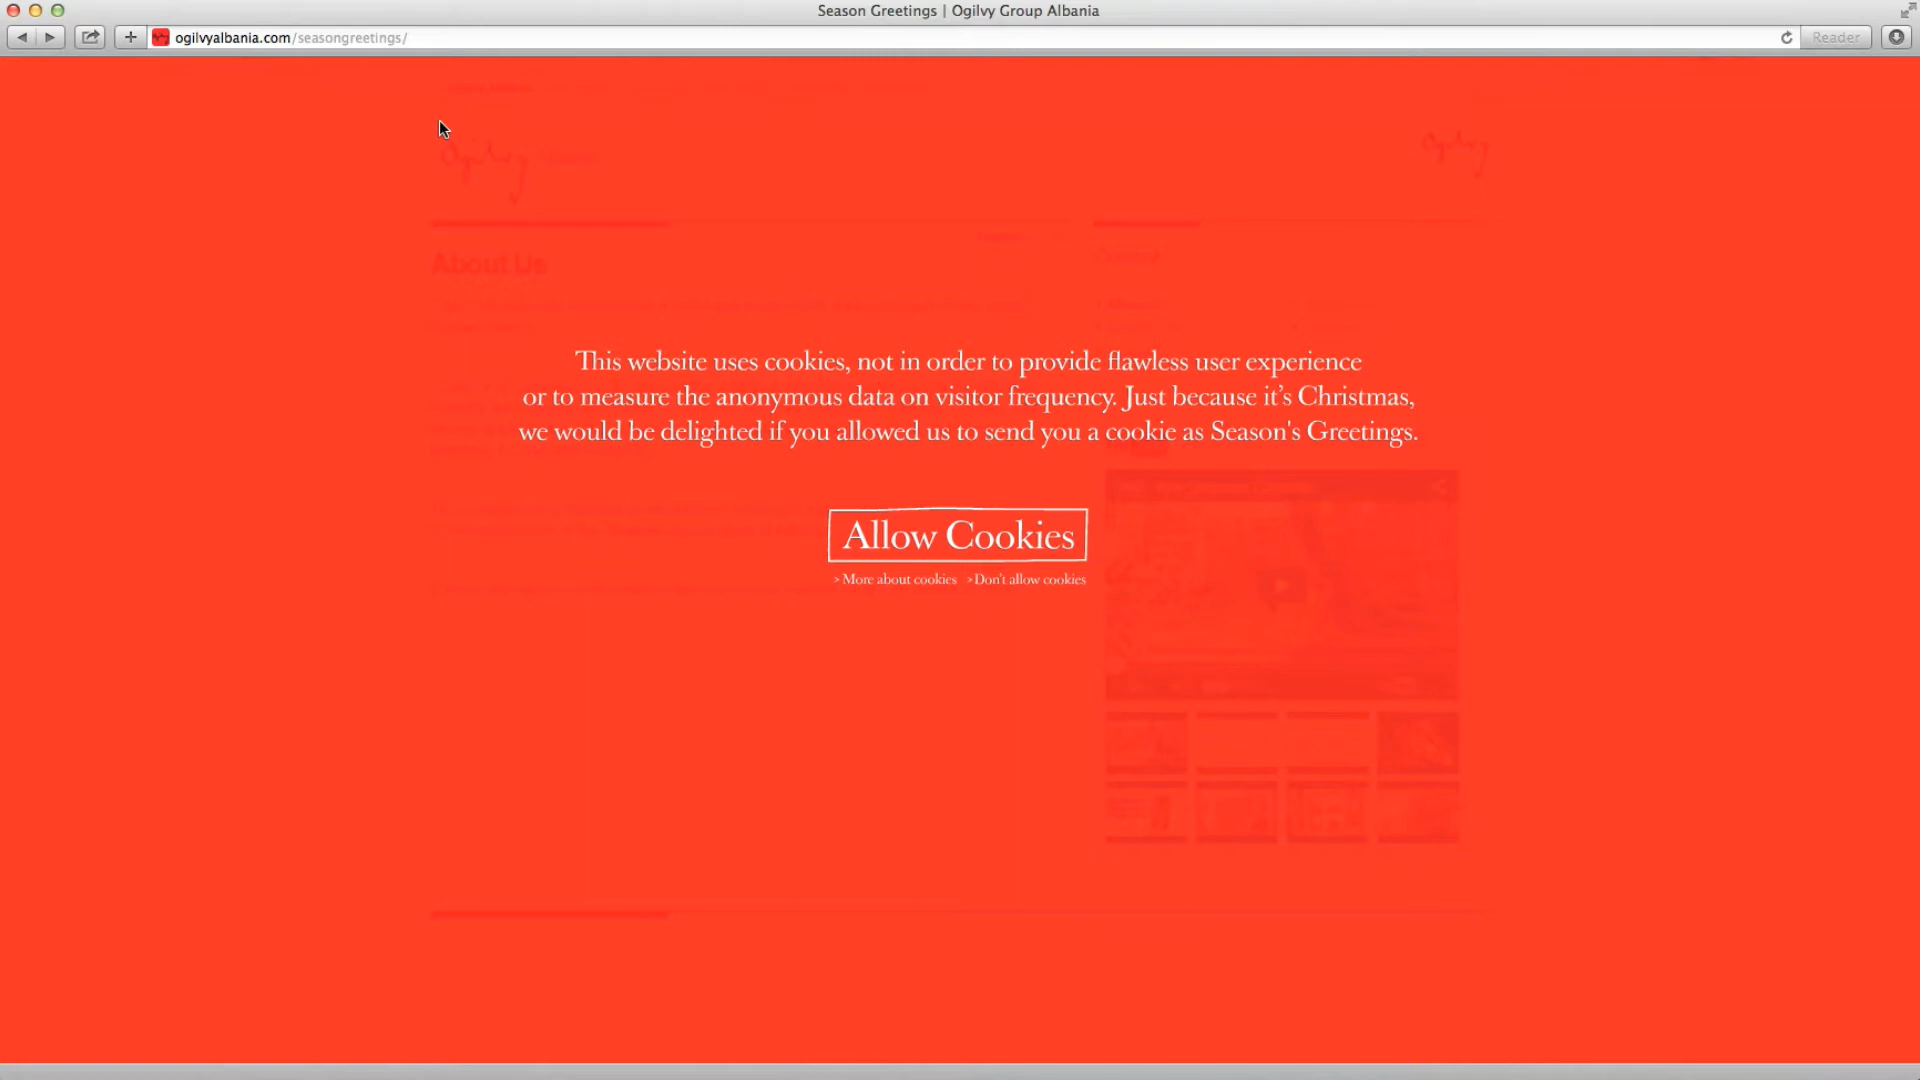 Season Greetings | Ogilvy Group Albania
ogilvyalbania.com/seasongreetings/
Reader
Ogilvy
Ogilvy
About Us
This website uses cookies, not in order to provide flawless user experience
or to measure the anonymous data on visitor frequency. Just because it’s Christmas,
we would be delighted if you allowed us to send you a cookie as Season's Greetings.
Allow Cookies
> More about cookies >Don't allow cookies